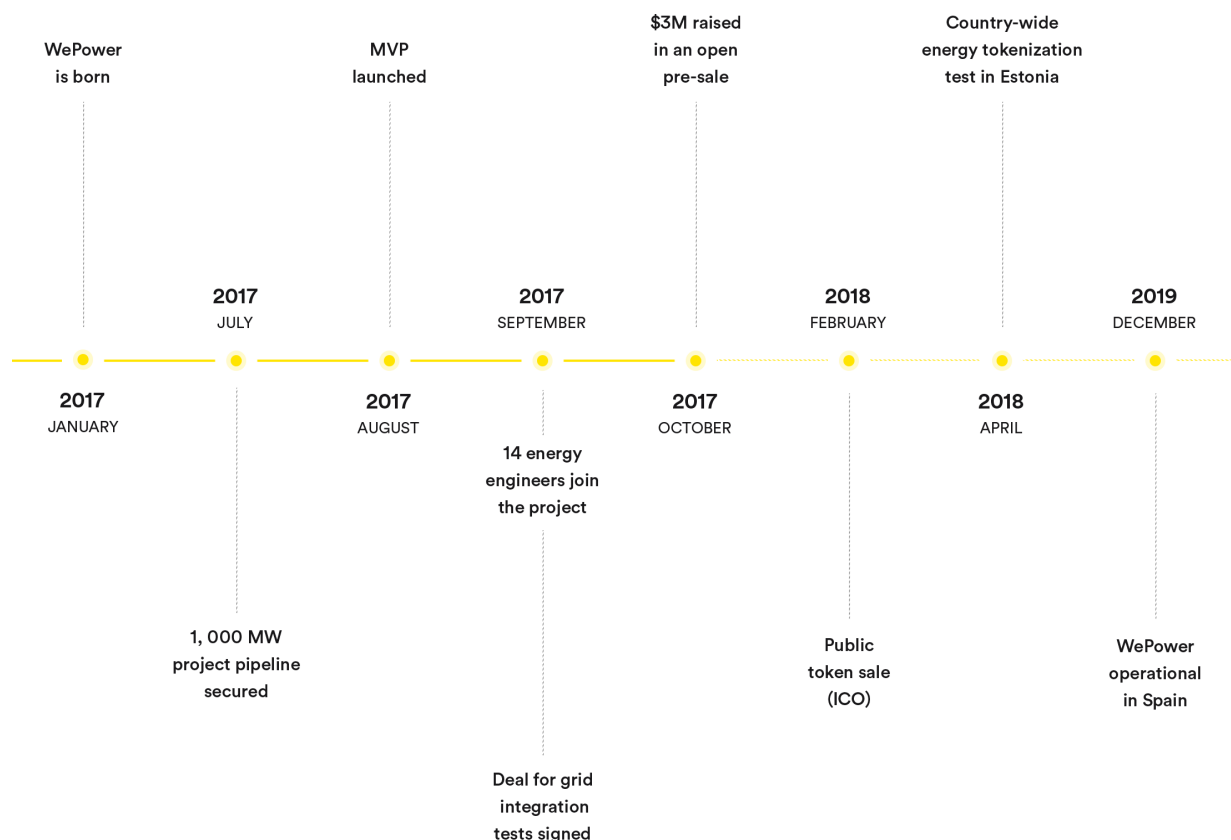 WePower
is born
2017
JANUARY
2017
JULY
1, 000 MW
project pipeline
secured
MVP
launched
2017
AUGUST
2017
SEPTEMBER
14 energy
engineers join
the project
Deal for grid
integration
tests signed
$3M raised
in an open
pre-sale
2017
OCTOBER
2018
FEBRUARY
Public
token sale
(ICO)
Country-wide
energy tokenization
test in Estonia
2018
APRIL
2019
DECEMBER
WePower
operational
in Spain